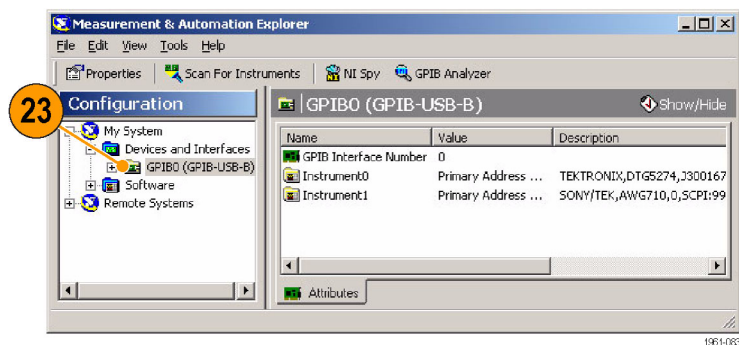 Measurement & Automation Explorer
File Edit View Tools Help
Properties Scan For Instruments NI Spy GPIB Analyzer
23
Configuration
GPIB0 (GPIB-USB-B)
Show/Hide
My System
Devices and Interfaces
GPIB0 (GPIB-USB-B)
Software
Remote Systems
Name Value Description
GPIB Interface Number 0
Instrument0 Primary Address ... TEKTRONIX,DTG5274,J300167
Instrument1 Primary Address ... SONY/TEK,AWG710,0,SCPI:99
Attributes
1961-083